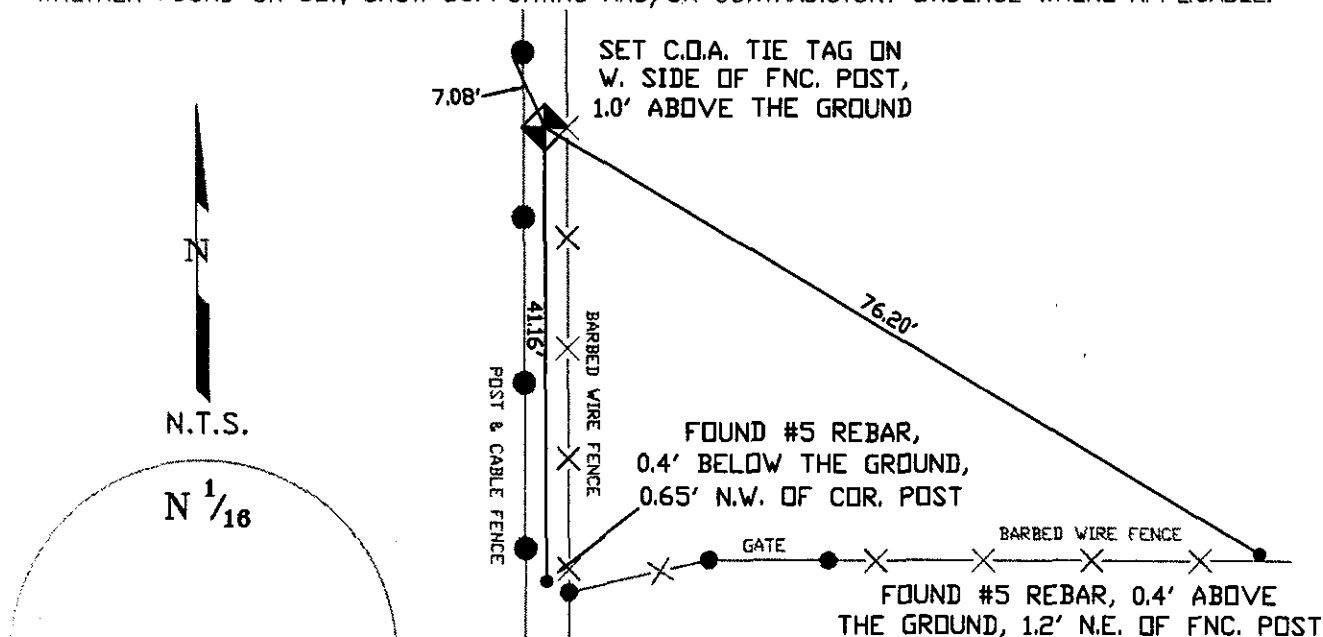 SET C.O.A. TIE TAG ON
W. SIDE OF FNC. POST,
1.0' ABOVE THE GROUND
7.08'
N
N.T.S.
N 1/16
41.16'
BARBED WIRE FENCE
POST & CABLE FENCE
76.20'
FOUND #5 REBAR,
0.4' BELOW THE GROUND,
0.65' N.W. OF COR. POST
GATE
BARBED WIRE FENCE
FOUND #5 REBAR, 0.4' ABOVE
THE GROUND, 1.2' N.E. OF FNC. POST